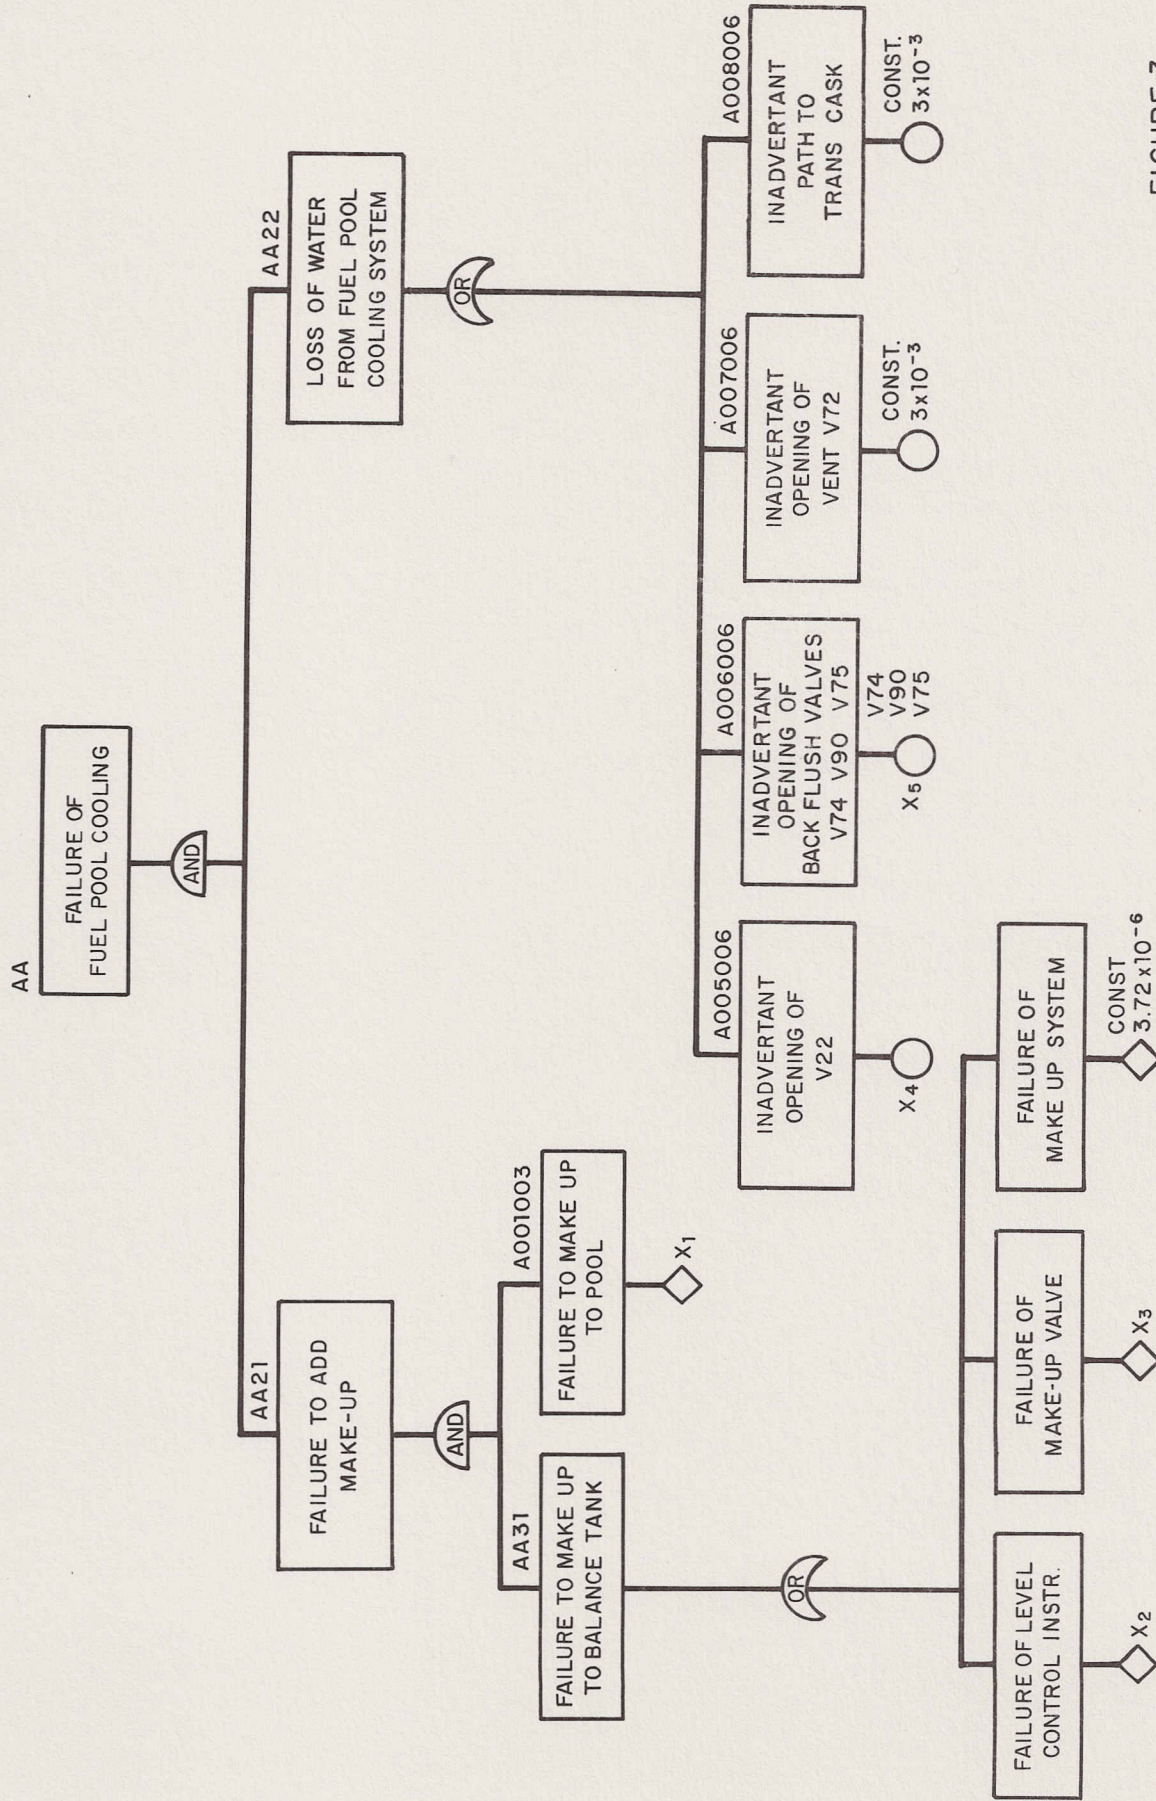 AA
FAILURE OF
FUEL POOL COOLING
AND
AA21
FAILURE TO ADD
MAKE-UP
AND
AA22
LOSS OF WATER
FROM FUEL POOL
COOLING SYSTEM
OR
AA31
FAILURE TO MAKE UP
TO BALANCE TANK
OR
A001003
FAILURE TO MAKE UP
TO POOL
X₁
A005006
INADVERTANT
OPENING OF
V22
X₄
A006006
INADVERTANT
OPENING OF
BACK FLUSH VALVES
V74 V90 V75
X₅
V74
V90
V75
A007006
INADVERTANT
OPENING OF
VENT V72
CONST.
3x10⁻³
A008006
INADVERTANT
PATH TO
TRANS CASK
CONST.
3x10⁻³
FAILURE OF LEVEL
CONTROL INSTR.
X₂
FAILURE OF
MAKE-UP VALVE
X₃
FAILURE OF
MAKE UP SYSTEM
CONST
3.72x10⁻⁶